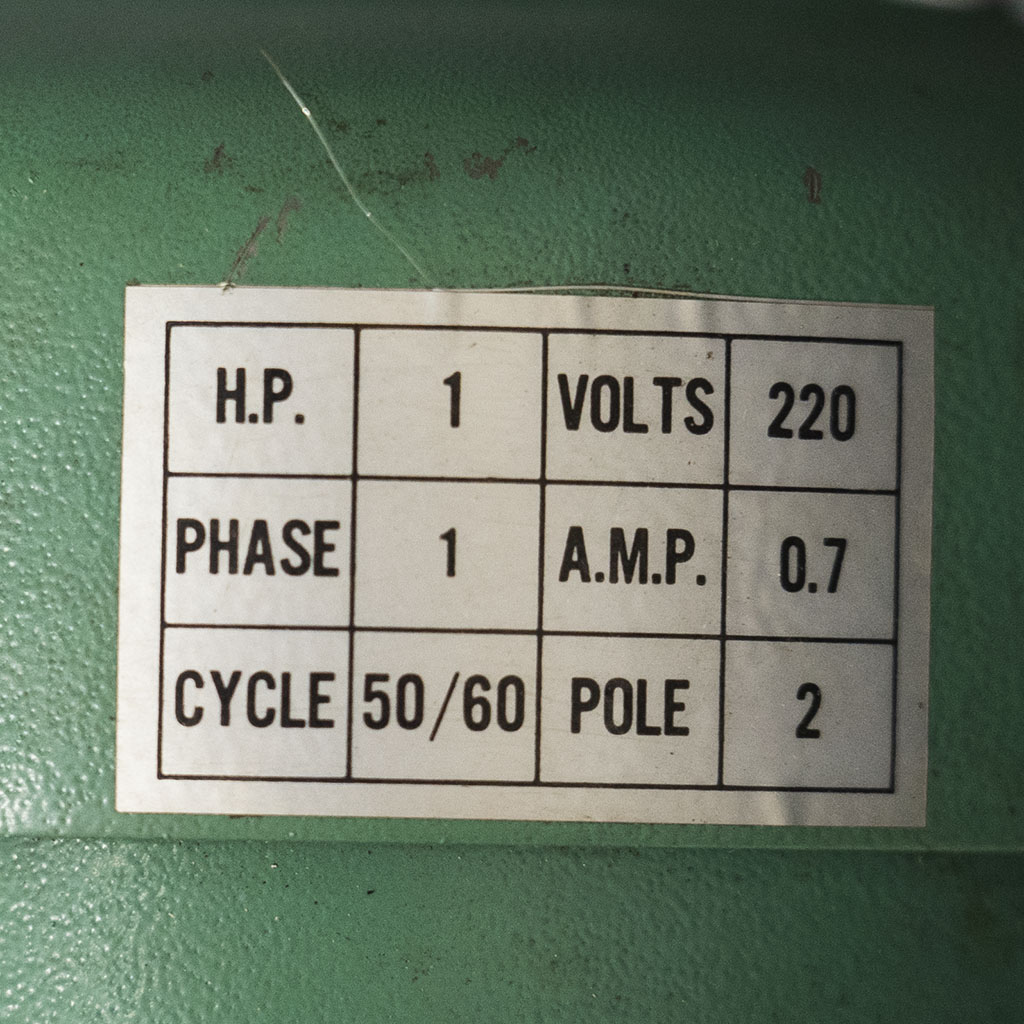 H.P. 1 VOLTS 220
PHASE 1 A.M.P. 0.7
CYCLE 50/60 POLE 2